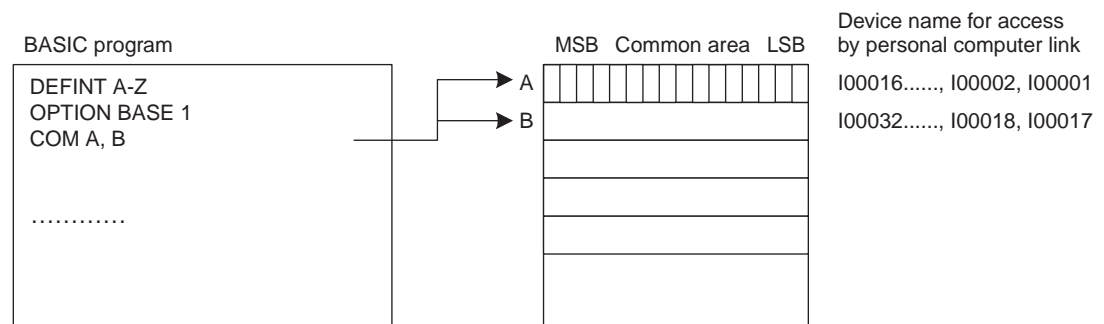 Device name for access
by personal computer link
BASIC program
MSB Common area LSB
DEFINT A-Z
OPTION BASE 1
COM A, B
…………
A
I00016......, I00002, I00001
B
I00032......, I00018, I00017